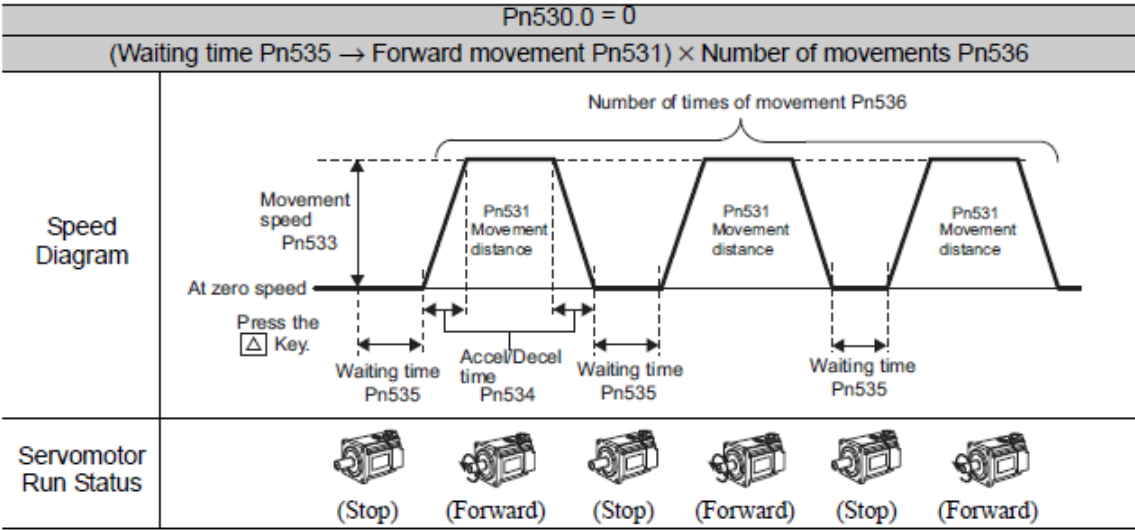 Pn530.0 = 0
(Waiting time Pn535 → Forward movement Pn531) × Number of movements Pn536
Speed
Diagram
Number of times of movement Pn536
Movement
speed
Pn533
Pn531
Movement
distance
Pn531
Movement
distance
Pn531
Movement
distance
At zero speed
Press the
△ Key.
Waiting time
Pn535
Accel/Decel
time
Pn534
Waiting time
Pn535
Waiting time
Pn535
Servomotor
Run Status
(Stop)
(Forward)
(Stop)
(Forward)
(Stop)
(Forward)